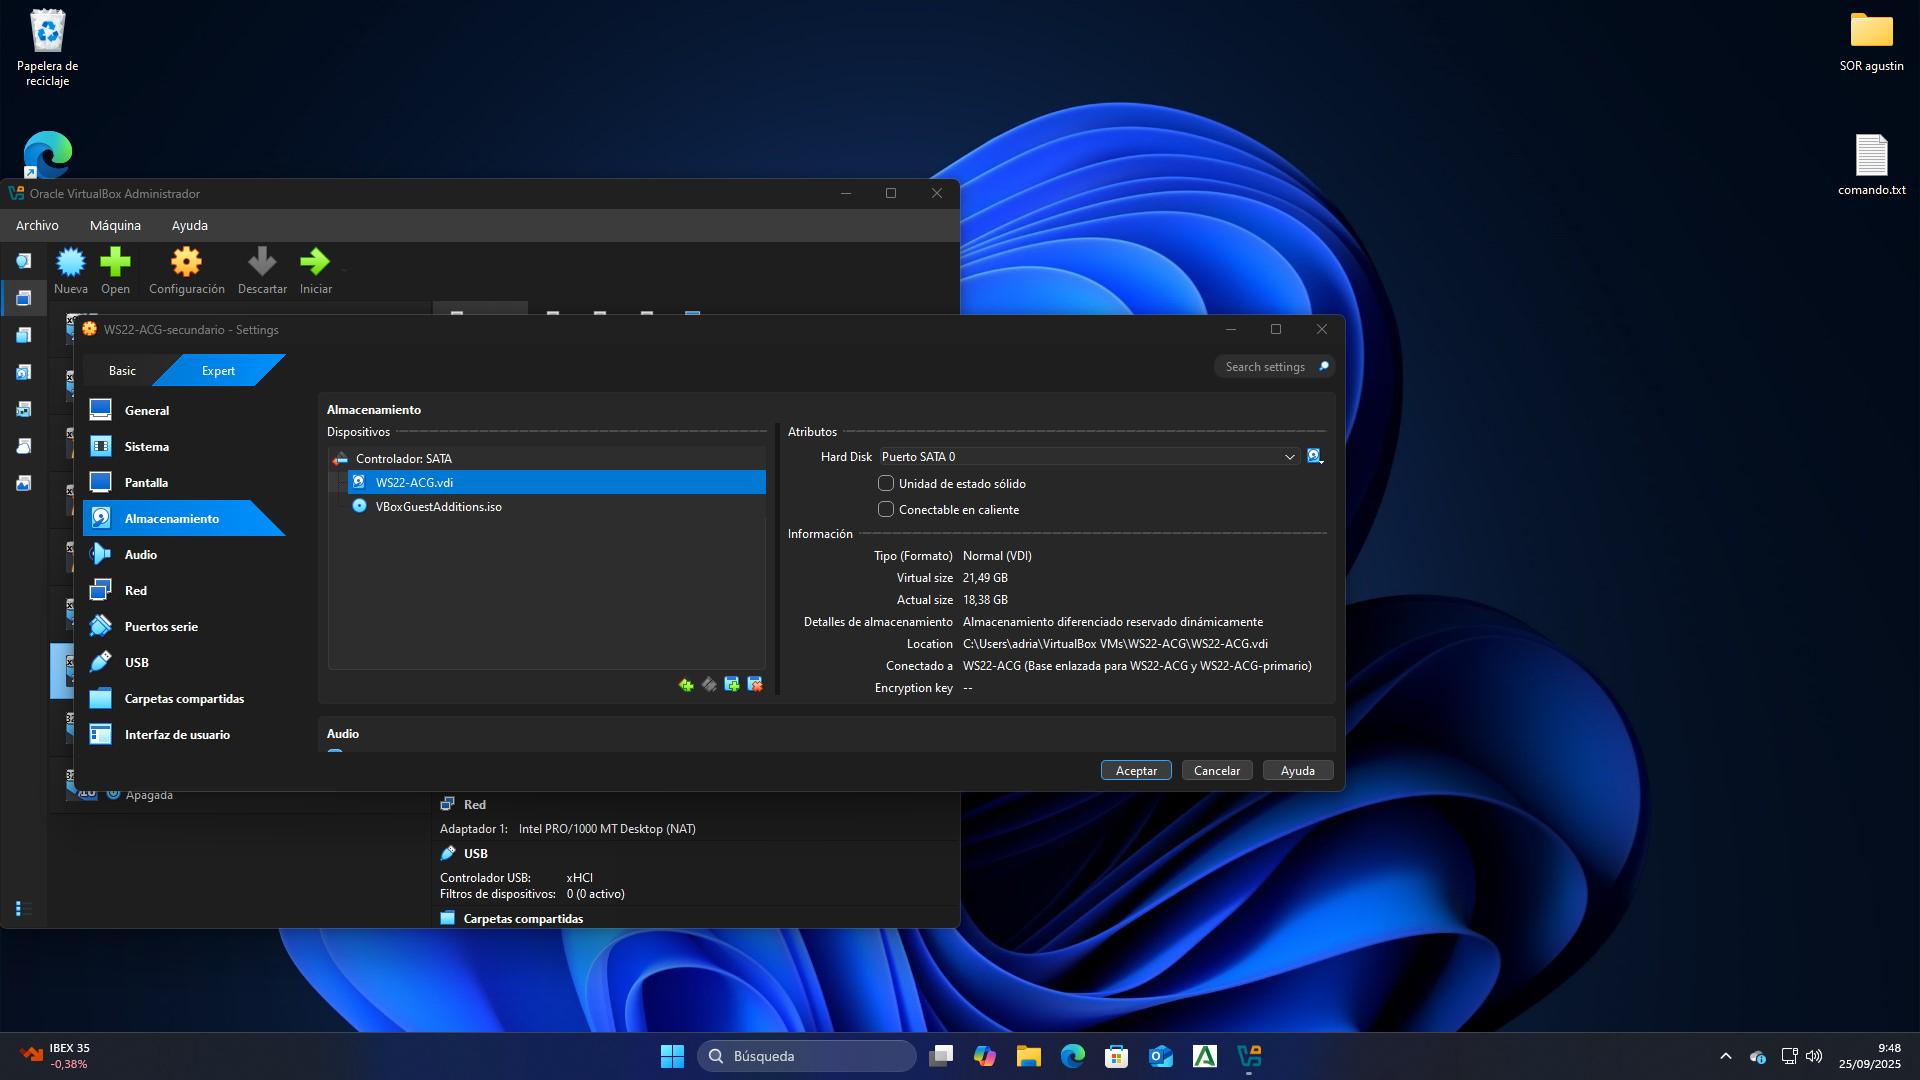 Papelera de
reciclaje
SOR agustin
comando.txt
Oracle VirtualBox Administrador
Archivo Máquina Ayuda
Nueva Open Configuración Descartar Iniciar
WS22-ACG-secundario - Settings
Basic Expert
Search settings
General
Sistema
Pantalla
Almacenamiento
Audio
Red
Puertos serie
USB
Carpetas compartidas
Interfaz de usuario
Almacenamiento
Dispositivos
Controlador: SATA
WS22-ACG.vdi
VBoxGuestAdditions.iso
Atributos
Hard Disk Puerto SATA 0
Unidad de estado sólido
Conectable en caliente
Información
Tipo (Formato) Normal (VDI)
Virtual size 21,49 GB
Actual size 18,38 GB
Detalles de almacenamiento Almacenamiento diferenciado reservado dinámicamente
Location C:\Users\adria\VirtualBox VMs\WS22-ACG\WS22-ACG.vdi
Conectado a WS22-ACG (Base enlazada para WS22-ACG y WS22-ACG-primario)
Encryption key --
Audio
Aceptar Cancelar Ayuda
Apagada
Red
Adaptador 1: Intel PRO/1000 MT Desktop (NAT)
USB
Controlador USB: xHCI
Filtros de dispositivos: 0 (0 activo)
Carpetas compartidas
IBEX 35
-0,38%
Búsqueda
9:48
25/09/2025